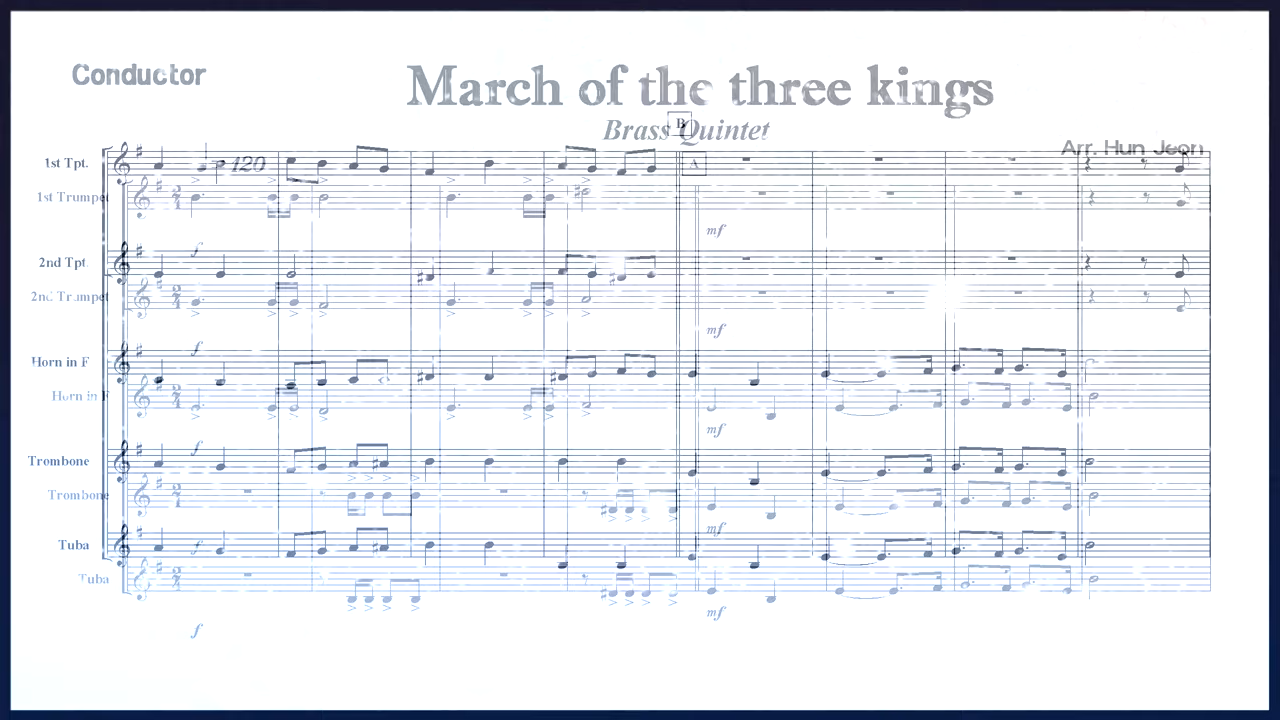 Conductor
March of the three kings
Brass Quintet
B
Arr. Hun Jeon
1st Tpt.
120
A
1st Trumpet
mf
f
2nd Tpt.
2nd Trumpet
mf
f
Horn in F
Horn in F
mf
f
Trombone
Trombone
mf
Tuba
f
Tuba
mf
f